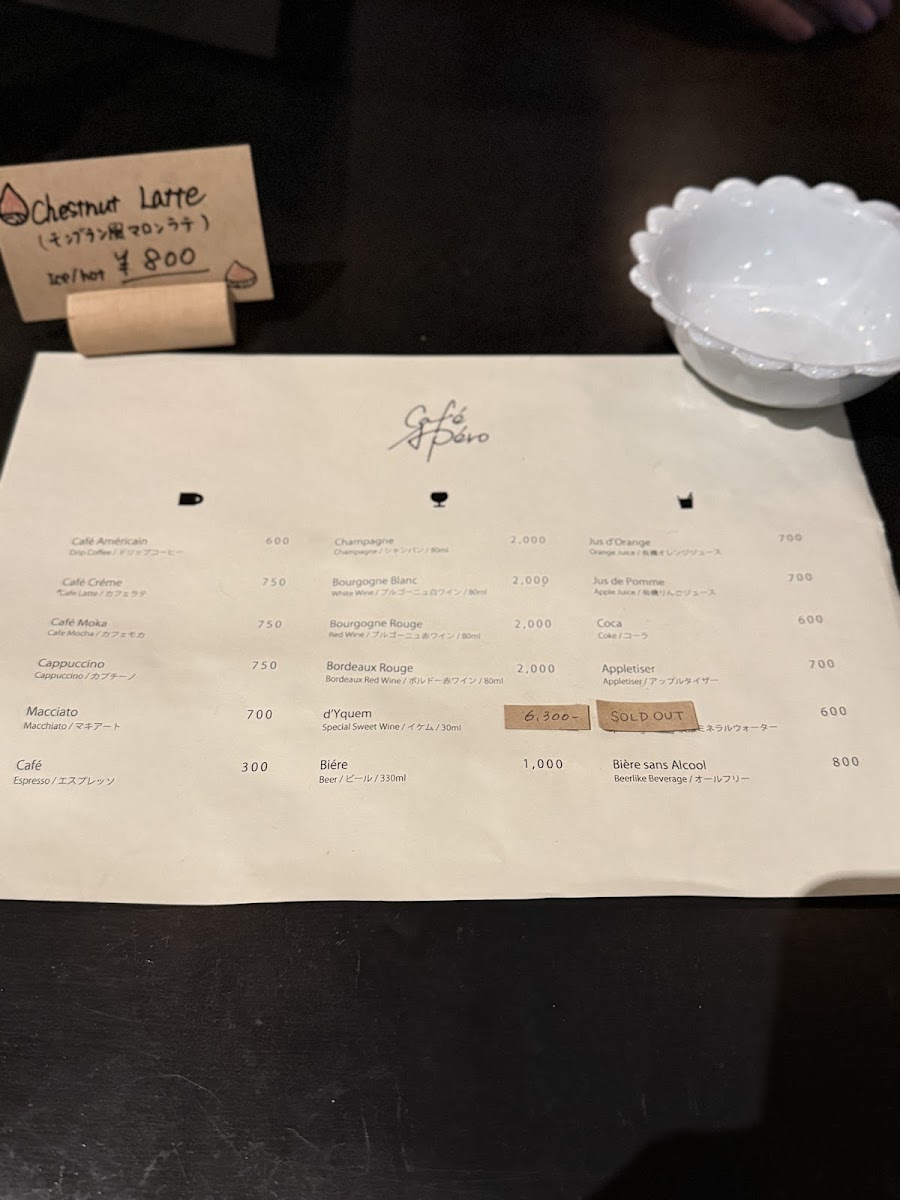 Chestnut Latte
(モンブラン風マロンラテ)
Ice/hot ¥800
Café
Apéro
Café Américain 600
Drip Coffee / ドリップコーヒー
Café Créme 750
*Cafe Latte / カフェラテ
Café Moka 750
Cafe Mocha / カフェモカ
Cappuccino 750
Cappuccino / カプチーノ
Macciato 700
Macchiato / マキアート
Café 300
Espresso / エスプレッソ
Champagne 2,000
Champagne / シャンパン / 80ml
Bourgogne Blanc 2,000
White Wine / ブルゴーニュ白ワイン / 80ml
Bourgogne Rouge 2,000
Red Wine / ブルゴーニュ赤ワイン / 80ml
Bordeaux Rouge 2,000
Bordeaux Red Wine / ボルドー赤ワイン / 80ml
d'Yquem 6,300-
Special Sweet Wine / イケム / 30ml
Biére 1,000
Beer / ビール / 330ml
Jus d'Orange 700
Orange Juice / 有機オレンジジュース
Jus de Pomme 700
Apple Juice / 有機りんごジュース
Coca 600
Coke / コーラ
Appletiser 700
Appletiser / アップルタイザー
SOLD OUT 600
ミネラルウォーター
Bière sans Alcool 800
Beerlike Beverage / オールフリー